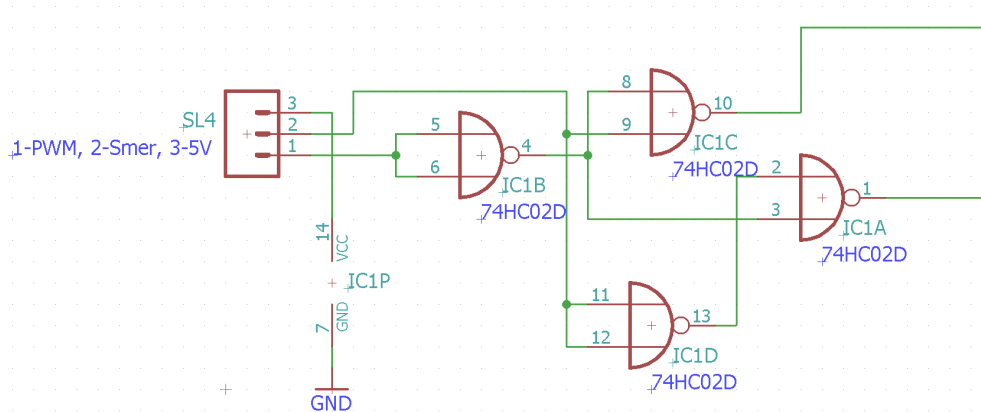 SL4
3
2
1
1-PWM, 2-Smer, 3-5V
5
6
4
IC1B
74HC02D
8
9
10
IC1C
74HC02D
2
3
1
IC1A
74HC02D
14
VCC
IC1P
7
GND
GND
11
12
13
IC1D
74HC02D